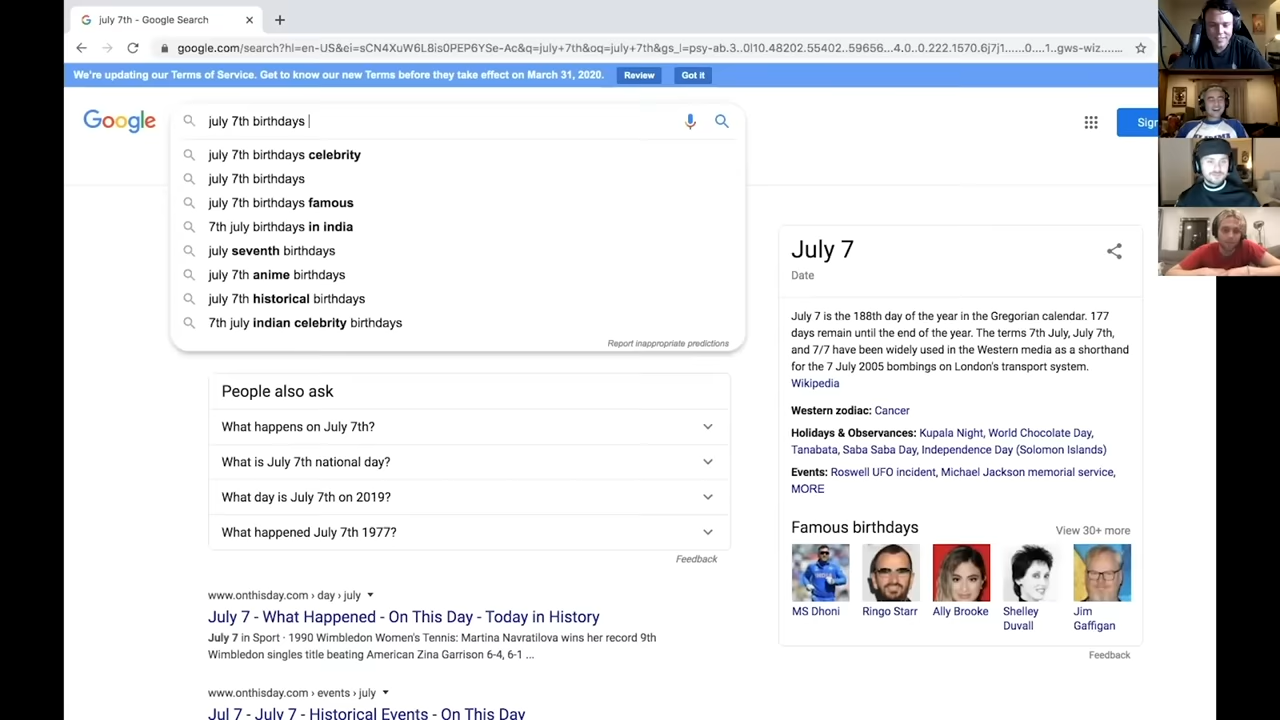 july 7th - Google Search
google.com/search?hl=en-US&ei=sCN4XuW6L8is0PEP6YSe-Ac&q=july+7th&oq=july+7th&gs_l=psy-ab.3..0l10.48202.55402..59656...4.0..0.222.1570.6j7j1......0....1..gws-wiz......
We're updating our Terms of Service. Get to know our new Terms before they take effect on March 31, 2020.
Review
Got it
Google
july 7th birthdays
Sign
july 7th birthdays celebrity
july 7th birthdays
july 7th birthdays famous
7th july birthdays in india
july seventh birthdays
july 7th anime birthdays
july 7th historical birthdays
7th july indian celebrity birthdays
Report inappropriate predictions
People also ask
What happens on July 7th?
What is July 7th national day?
What day is July 7th on 2019?
What happened July 7th 1977?
Feedback
www.onthisday.com › day › july
July 7 - What Happened - On This Day - Today in History
July 7 in Sport · 1990 Wimbledon Women's Tennis: Martina Navratilova wins her record 9th
Wimbledon singles title beating American Zina Garrison 6-4, 6-1 ...
www.onthisday.com › events › july
Jul 7 - July 7 - Historical Events - On This Day
July 7
Date
July 7 is the 188th day of the year in the Gregorian calendar. 177
days remain until the end of the year. The terms 7th July, July 7th,
and 7/7 have been widely used in the Western media as a shorthand
for the 7 July 2005 bombings on London's transport system.
Wikipedia
Western zodiac: Cancer
Holidays & Observances: Kupala Night, World Chocolate Day,
Tanabata, Saba Saba Day, Independence Day (Solomon Islands)
Events: Roswell UFO incident, Michael Jackson memorial service,
MORE
Famous birthdays
View 30+ more
MS Dhoni
Ringo Starr
Ally Brooke
Shelley
Duvall
Jim
Gaffigan
Feedback